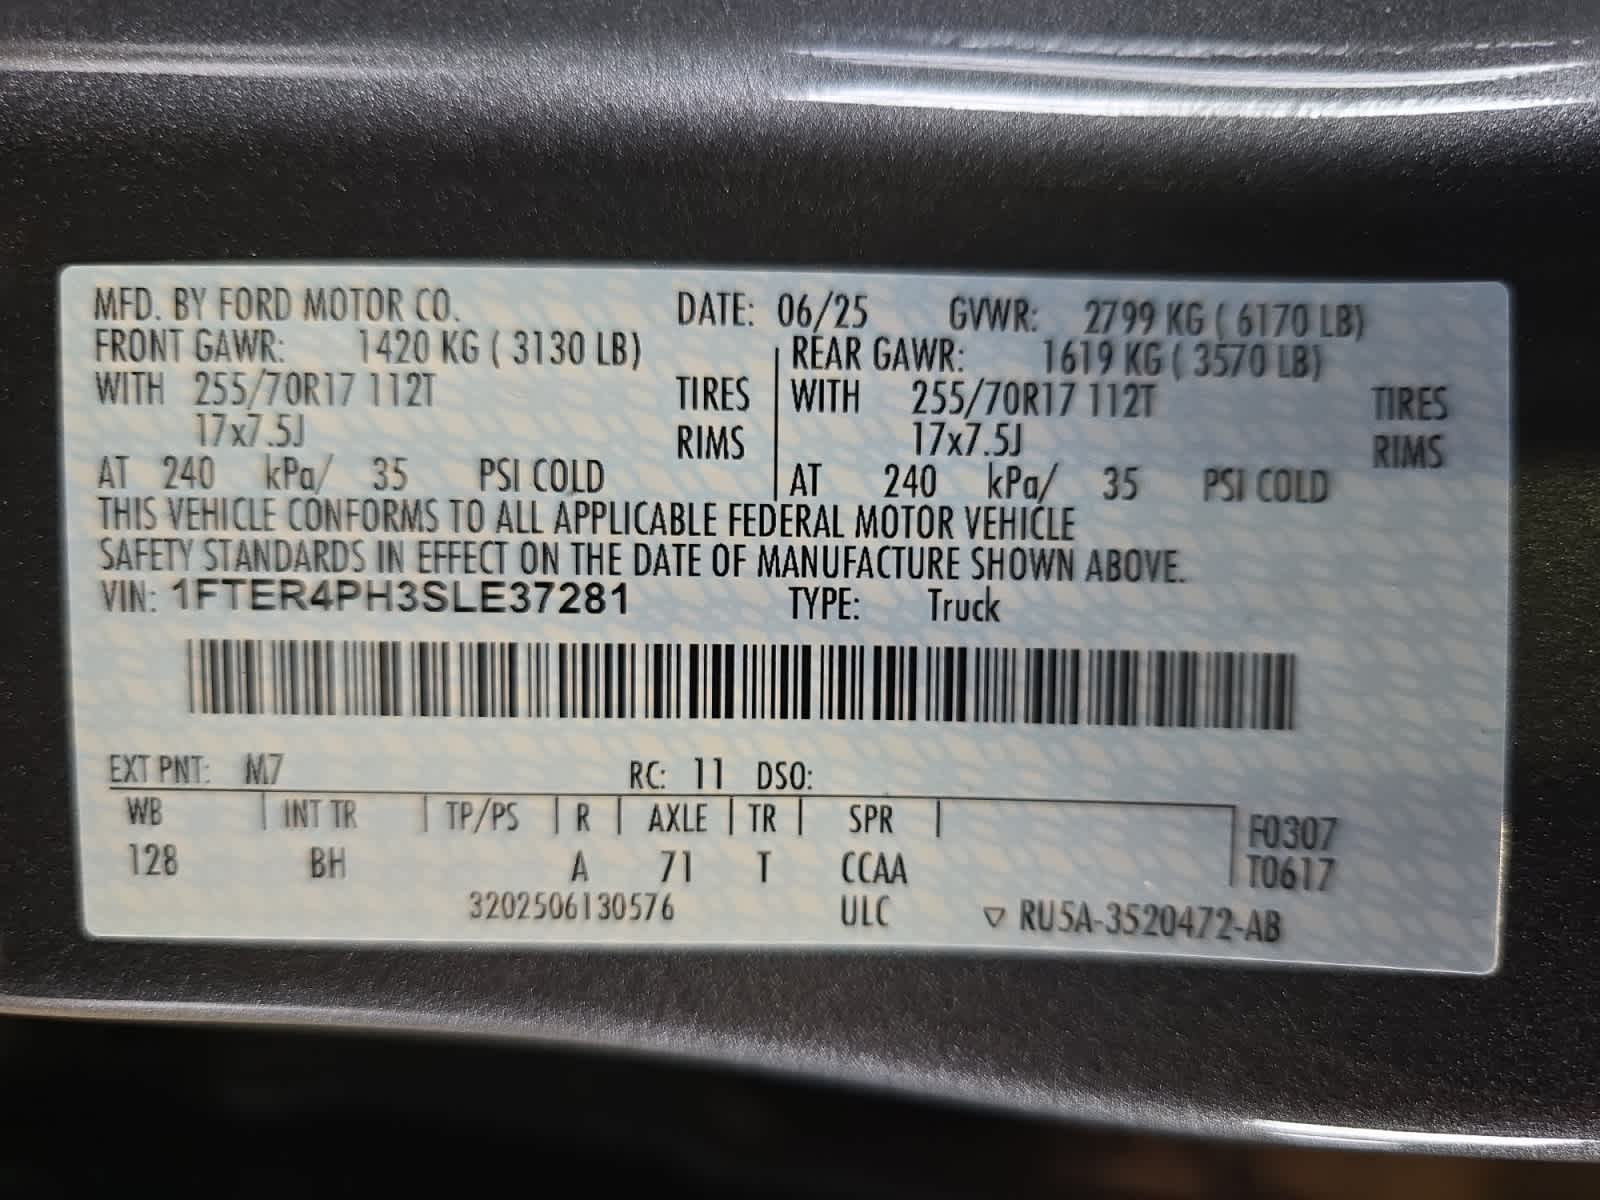 MFD. BY FORD MOTOR CO. DATE: 06/25 GVWR: 2799 KG ( 6170 LB)
FRONT GAWR: 1420 KG ( 3130 LB) REAR GAWR: 1619 KG ( 3570 LB)
WITH 255/70R17 112T TIRES WITH 255/70R17 112T TIRES
17x7.5J RIMS 17x7.5J RIMS
AT 240 kPa/ 35 PSI COLD AT 240 kPa/ 35 PSI COLD
THIS VEHICLE CONFORMS TO ALL APPLICABLE FEDERAL MOTOR VEHICLE
SAFETY STANDARDS IN EFFECT ON THE DATE OF MANUFACTURE SHOWN ABOVE.
VIN: 1FTER4PH3SLE37281 TYPE: Truck
EXT PNT: M7 RC: 11 DSO:
WB INT TR TP/PS R AXLE TR SPR F0307
128 BH A 71 T CCAA T0617
3202506130576 ULC ▽ RU5A-3520472-AB